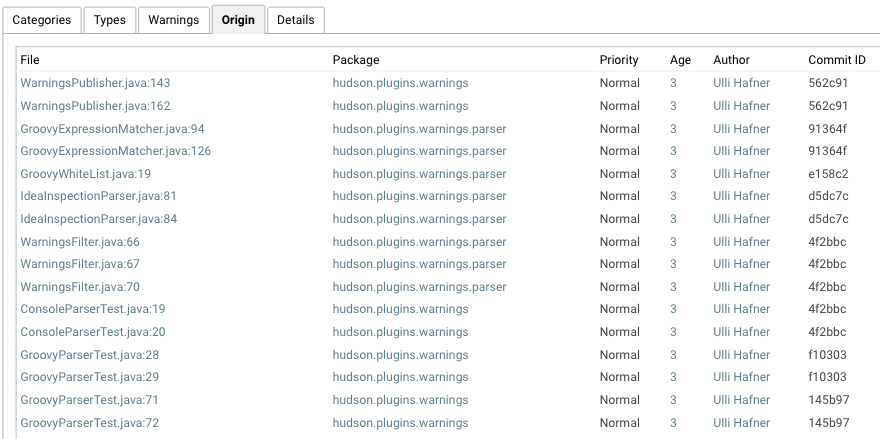 Categories Types Warnings Origin Details
File Package Priority Age Author Commit ID
WarningsPublisher.java:143 hudson.plugins.warnings Normal 3 Ulli Hafner 562c91
WarningsPublisher.java:162 hudson.plugins.warnings Normal 3 Ulli Hafner 562c91
GroovyExpressionMatcher.java:94 hudson.plugins.warnings.parser Normal 3 Ulli Hafner 91364f
GroovyExpressionMatcher.java:126 hudson.plugins.warnings.parser Normal 3 Ulli Hafner 91364f
GroovyWhiteList.java:19 hudson.plugins.warnings.parser Normal 3 Ulli Hafner e158c2
IdeaInspectionParser.java:81 hudson.plugins.warnings.parser Normal 3 Ulli Hafner d5dc7c
IdeaInspectionParser.java:84 hudson.plugins.warnings.parser Normal 3 Ulli Hafner d5dc7c
WarningsFilter.java:66 hudson.plugins.warnings.parser Normal 3 Ulli Hafner 4f2bbc
WarningsFilter.java:67 hudson.plugins.warnings.parser Normal 3 Ulli Hafner 4f2bbc
WarningsFilter.java:70 hudson.plugins.warnings.parser Normal 3 Ulli Hafner 4f2bbc
ConsoleParserTest.java:19 hudson.plugins.warnings Normal 3 Ulli Hafner 4f2bbc
ConsoleParserTest.java:20 hudson.plugins.warnings Normal 3 Ulli Hafner 4f2bbc
GroovyParserTest.java:28 hudson.plugins.warnings Normal 3 Ulli Hafner f10303
GroovyParserTest.java:29 hudson.plugins.warnings Normal 3 Ulli Hafner f10303
GroovyParserTest.java:71 hudson.plugins.warnings Normal 3 Ulli Hafner 145b97
GroovyParserTest.java:72 hudson.plugins.warnings Normal 3 Ulli Hafner 145b97